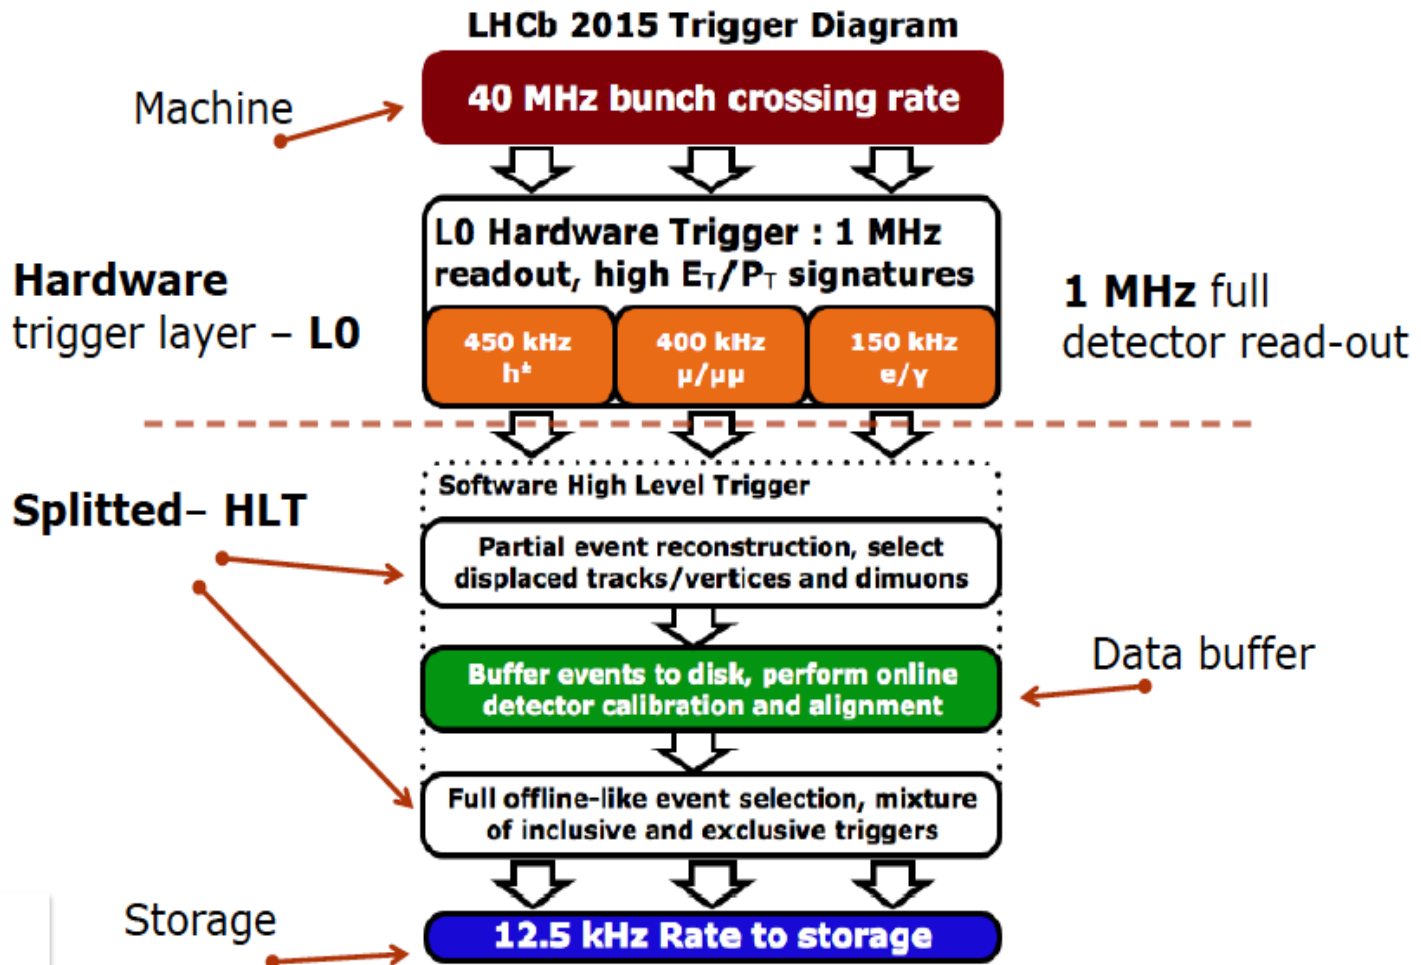 LHCb 2015 Trigger Diagram
Machine
40 MHz bunch crossing rate
L0 Hardware Trigger : 1 MHz
readout, high ET/PT signatures
Hardware
trigger layer – L0
450 kHz
h±
400 kHz
μ/μμ
150 kHz
e/γ
1 MHz full
detector read-out
Splitted– HLT
Software High Level Trigger
Partial event reconstruction, select
displaced tracks/vertices and dimuons
Buffer events to disk, perform online
detector calibration and alignment
Data buffer
Full offline-like event selection, mixture
of inclusive and exclusive triggers
Storage
12.5 kHz Rate to storage